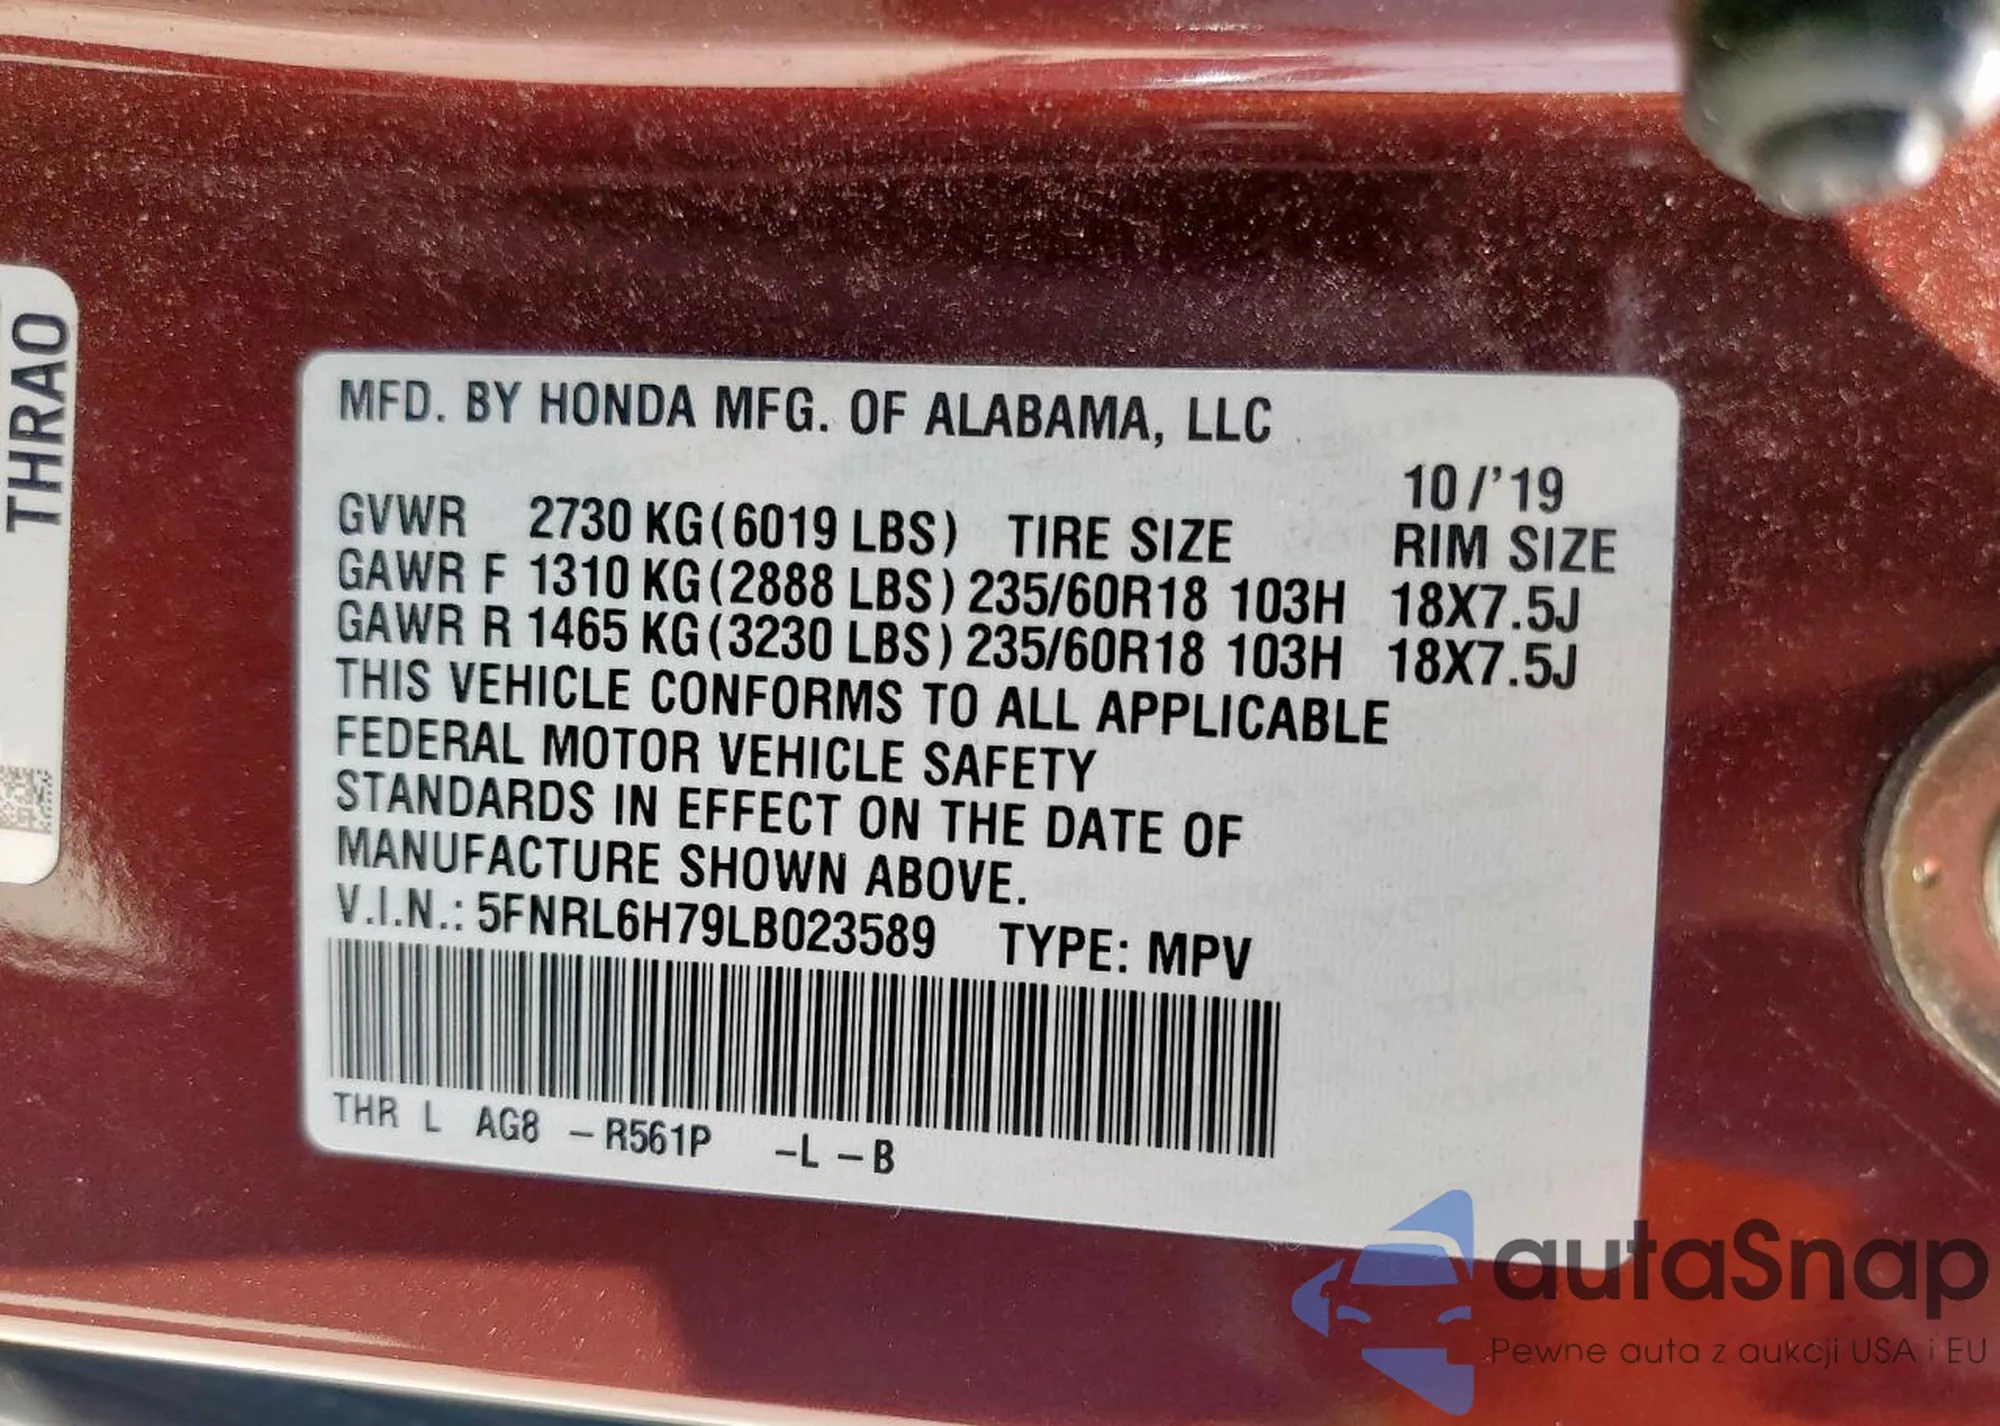 THRAO
MFD. BY HONDA MFG. OF ALABAMA, LLC
10/'19
GVWR 2730 KG(6019 LBS) TIRE SIZE RIM SIZE
GAWR F 1310 KG(2888 LBS) 235/60R18 103H 18X7.5J
GAWR R 1465 KG(3230 LBS) 235/60R18 103H 18X7.5J
THIS VEHICLE CONFORMS TO ALL APPLICABLE
FEDERAL MOTOR VEHICLE SAFETY
STANDARDS IN EFFECT ON THE DATE OF
MANUFACTURE SHOWN ABOVE.
V.I.N.: 5FNRL6H79LB023589 TYPE: MPV
THR L AG8 –R561P –L –B
autaSnap
Pewne auta z aukcji USA i EU